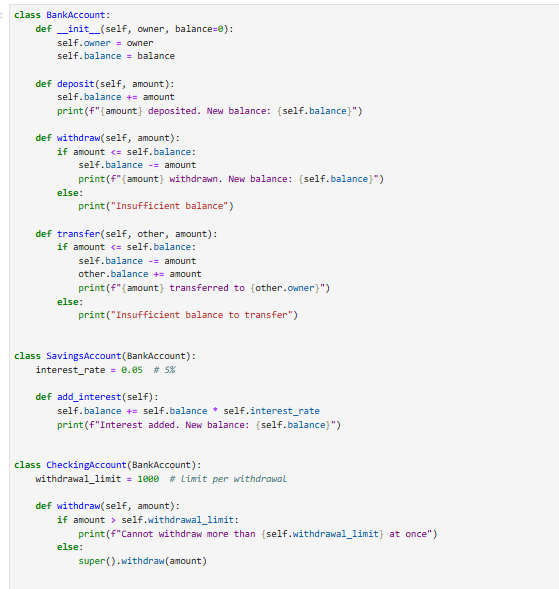 class BankAccount:
    def __init__(self, owner, balance=0):
        self.owner = owner
        self.balance = balance

    def deposit(self, amount):
        self.balance += amount
        print(f"{amount} deposited. New balance: {self.balance}")

    def withdraw(self, amount):
        if amount <= self.balance:
            self.balance -= amount
            print(f"{amount} withdrawn. New balance: {self.balance}")
        else:
            print("Insufficient balance")

    def transfer(self, other, amount):
        if amount <= self.balance:
            self.balance -= amount
            other.balance += amount
            print(f"{amount} transferred to {other.owner}")
        else:
            print("Insufficient balance to transfer")


class SavingsAccount(BankAccount):
    interest_rate = 0.05  # 5%

    def add_interest(self):
        self.balance += self.balance * self.interest_rate
        print(f"Interest added. New balance: {self.balance}")


class CheckingAccount(BankAccount):
    withdrawal_limit = 1000  # limit per withdrawal

    def withdraw(self, amount):
        if amount > self.withdrawal_limit:
            print(f"Cannot withdraw more than {self.withdrawal_limit} at once")
        else:
            super().withdraw(amount)